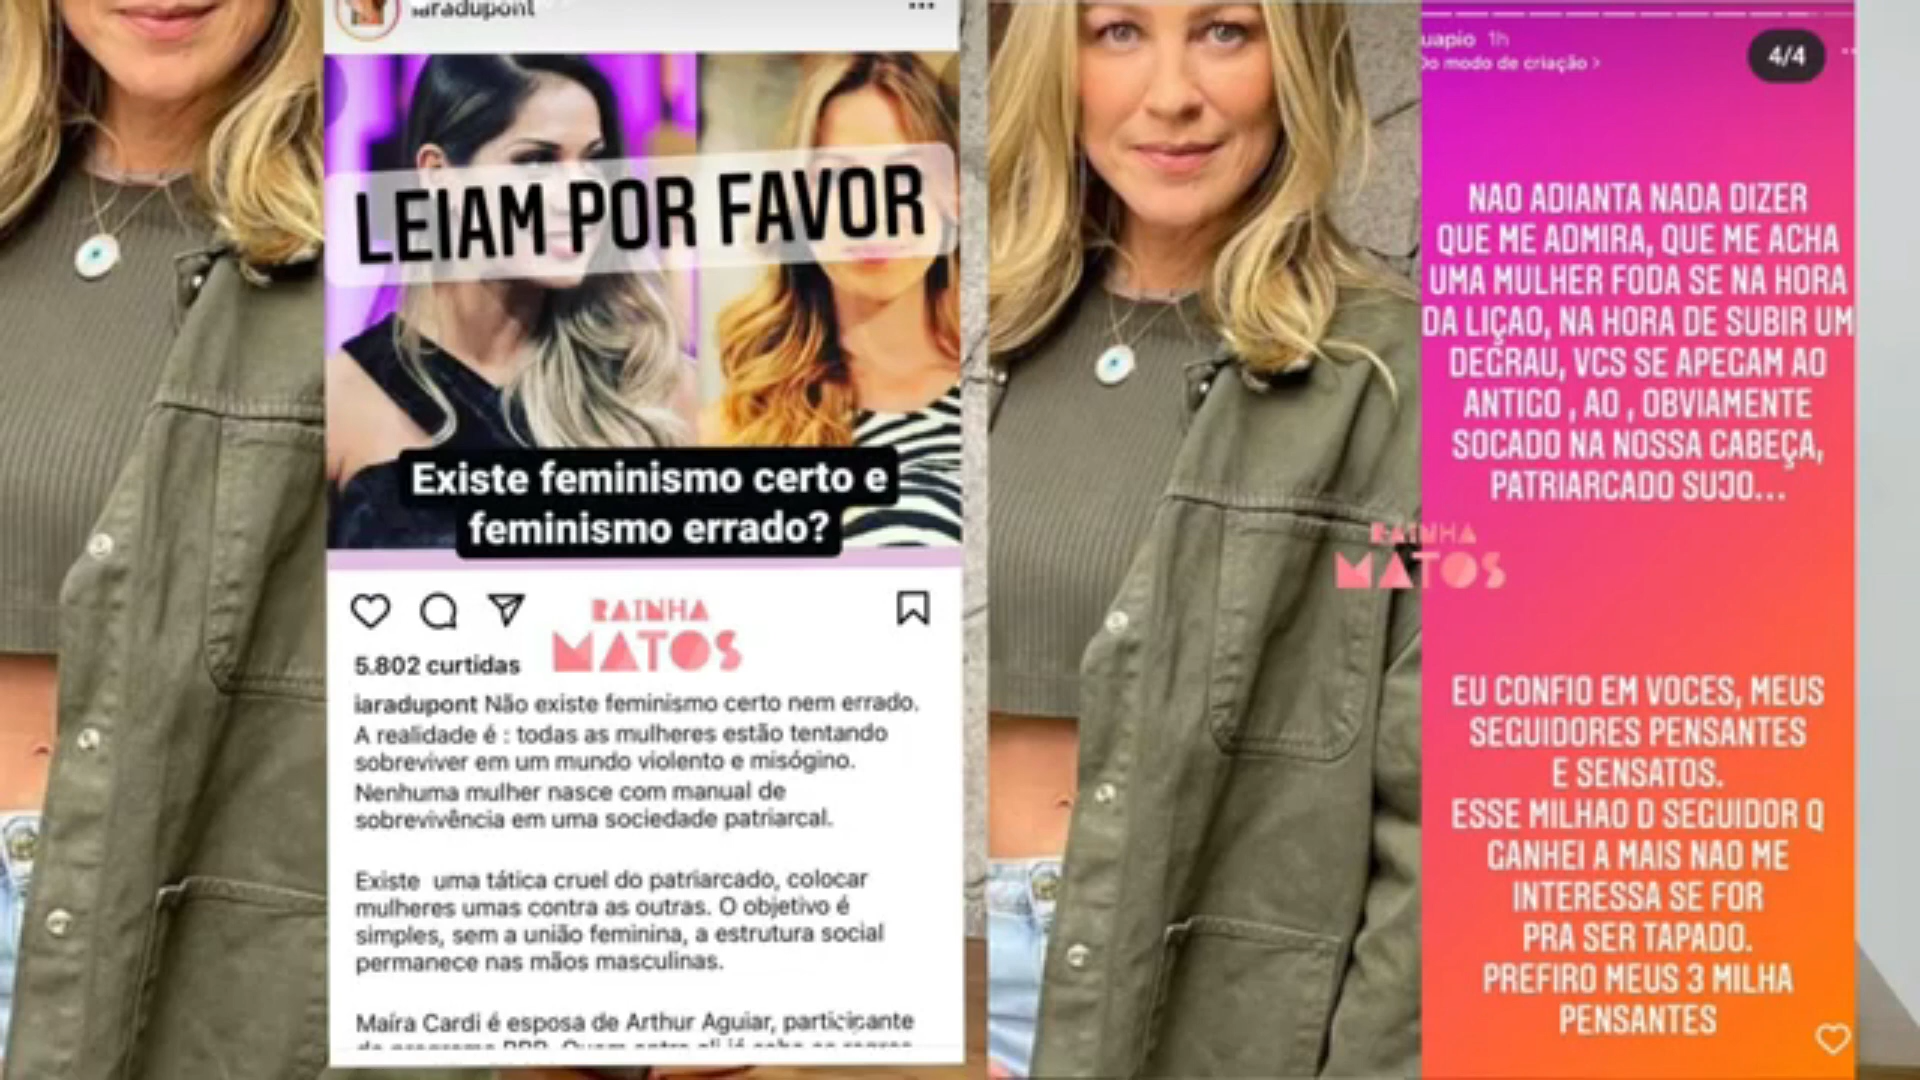 iaradupont
LEIAM POR FAVOR
Existe feminismo certo e
feminismo errado?
RAINHA
MATOS
5.802 curtidas
iaradupont Não existe feminismo certo nem errado.
A realidade é : todas as mulheres estão tentando
sobreviver em um mundo violento e misógino.
Nenhuma mulher nasce com manual de
sobrevivência em uma sociedade patriarcal.
Existe uma tática cruel do patriarcado, colocar
mulheres umas contra as outras. O objetivo é
simples, sem a união feminina, a estrutura social
permanece nas mãos masculinas.
Maíra Cardi é esposa de Arthur Aguiar, participante
uapio 1h
Do modo de criação >
4/4
NAO ADIANTA NADA DIZER
QUE ME ADMIRA, QUE ME ACHA
UMA MULHER FODA SE NA HORA
DA LIÇAO, NA HORA DE SUBIR UM
DEGRAU, VCS SE APEGAM AO
ANTIGO , AO , OBVIAMENTE
SOCADO NA NOSSA CABEÇA,
PATRIARCADO SUJO...
RAINHA
MATOS
EU CONFIO EM VOCES, MEUS
SEGUIDORES PENSANTES
E SENSATOS.
ESSE MILHAO D SEGUIDOR Q
GANHEI A MAIS NAO ME
INTERESSA SE FOR
PRA SER TAPADO.
PREFIRO MEUS 3 MILHA
PENSANTES